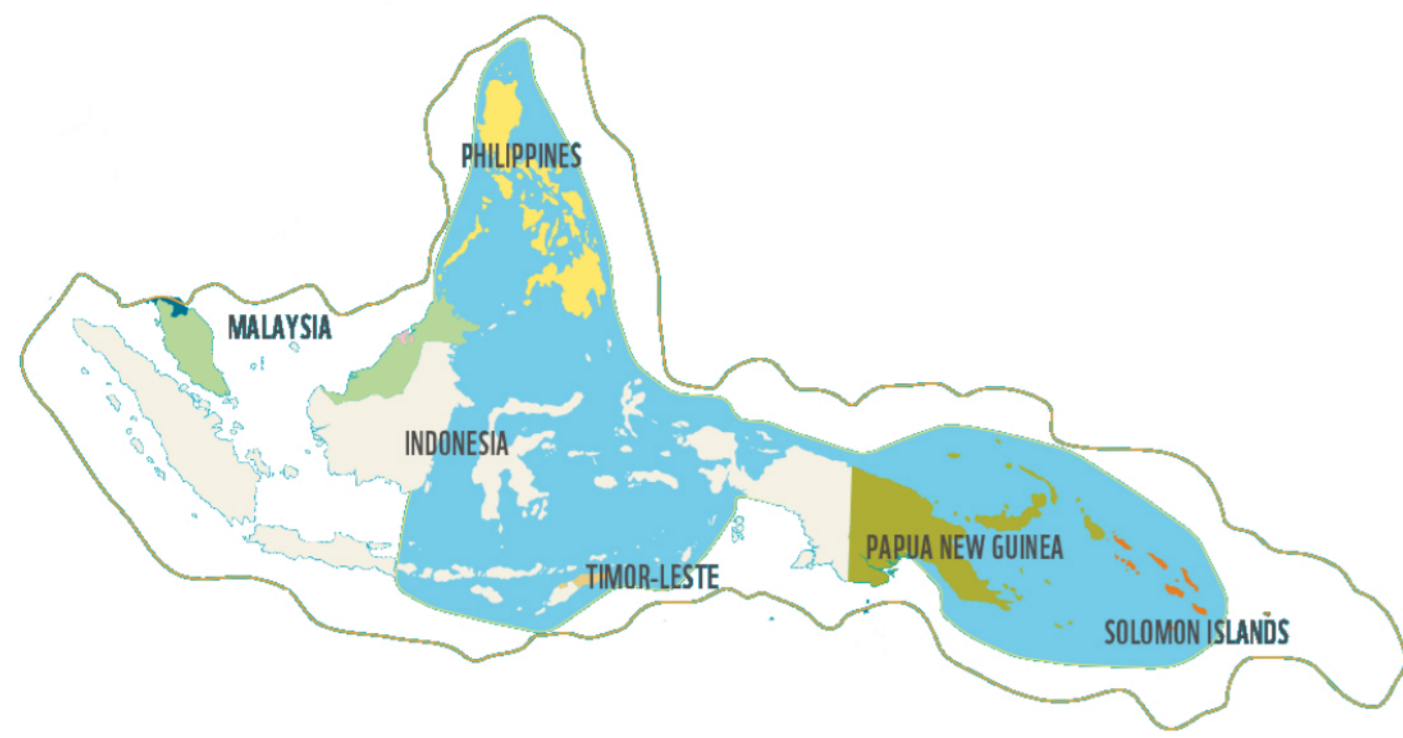 PHILIPPINES
MALAYSIA
INDONESIA
PAPUA NEW GUINEA
TIMOR-LESTE
SOLOMON ISLANDS